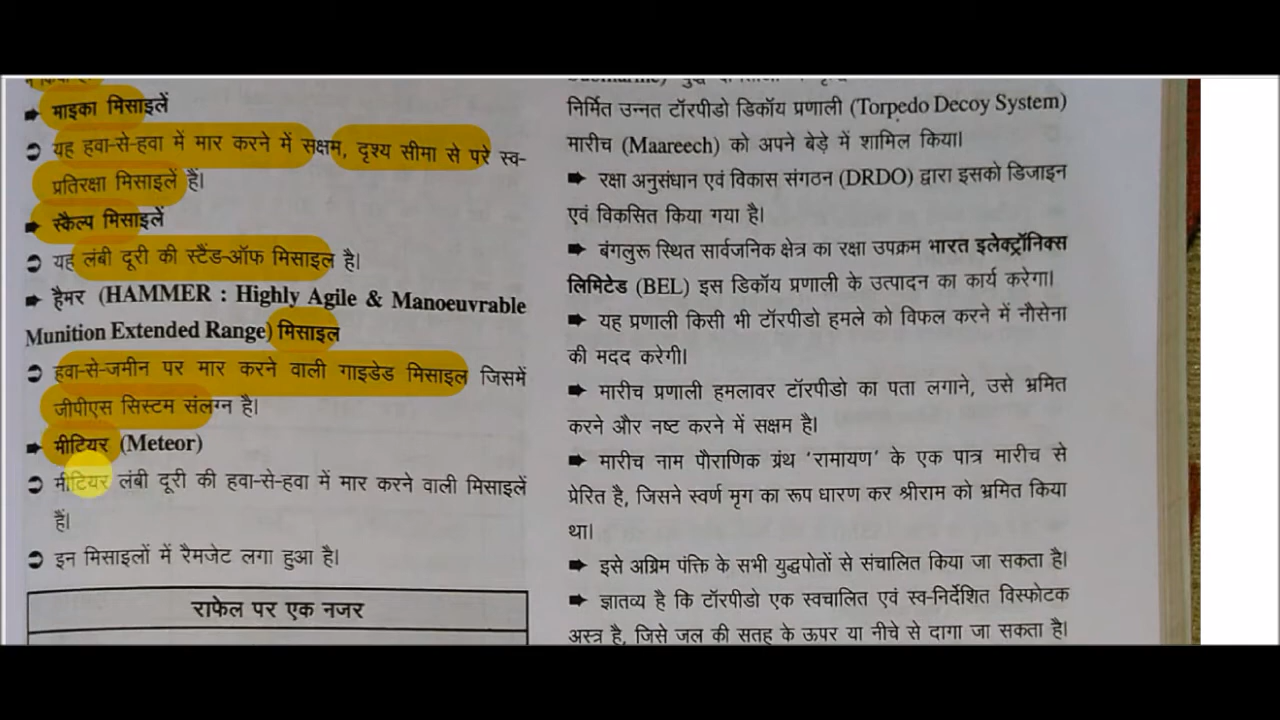 ➡ माइका मिसाइलें
➲ यह हवा-से-हवा में मार करने में सक्षम, दृश्य सीमा से परे स्व-
प्रतिरक्षा मिसाइलें हैं।
➡ स्कैल्प मिसाइलें
➲ यह लंबी दूरी की स्टैंड-ऑफ मिसाइल है।
➡ हैमर (HAMMER : Highly Agile & Manoeuvrable
Munition Extended Range) मिसाइल
➲ हवा-से-जमीन पर मार करने वाली गाइडेड मिसाइल जिसमें
जीपीएस सिस्टम संलग्न है।
➡ मीटियर (Meteor)
➲ मीटियर लंबी दूरी की हवा-से-हवा में मार करने वाली मिसाइलें
हैं।
➲ इन मिसाइलों में रैमजेट लगा हुआ है।
राफेल पर एक नजर
निर्मित उन्नत टॉरपीडो डिकॉय प्रणाली (Torpedo Decoy System)
मारीच (Maareech) को अपने बेड़े में शामिल किया।
➡ रक्षा अनुसंधान एवं विकास संगठन (DRDO) द्वारा इसको डिजाइन
एवं विकसित किया गया है।
➡ बंगलुरू स्थित सार्वजनिक क्षेत्र का रक्षा उपक्रम भारत इलेक्ट्रॉनिक्स
लिमिटेड (BEL) इस डिकॉय प्रणाली के उत्पादन का कार्य करेगा।
➡ यह प्रणाली किसी भी टॉरपीडो हमले को विफल करने में नौसेना
की मदद करेगी।
➡ मारीच प्रणाली हमलावर टॉरपीडो का पता लगाने, उसे भ्रमित
करने और नष्ट करने में सक्षम है।
➡ मारीच नाम पौराणिक ग्रंथ ‘रामायण’ के एक पात्र मारीच से
प्रेरित है, जिसने स्वर्ण मृग का रूप धारण कर श्रीराम को भ्रमित किया
था।
➡ इसे अग्रिम पंक्ति के सभी युद्धपोतों से संचालित किया जा सकता है।
➡ ज्ञातव्य है कि टॉरपीडो एक स्वचालित एवं स्व-निर्देशित विस्फोटक
अस्त्र है, जिसे जल की सतह के ऊपर या नीचे से दागा जा सकता है।